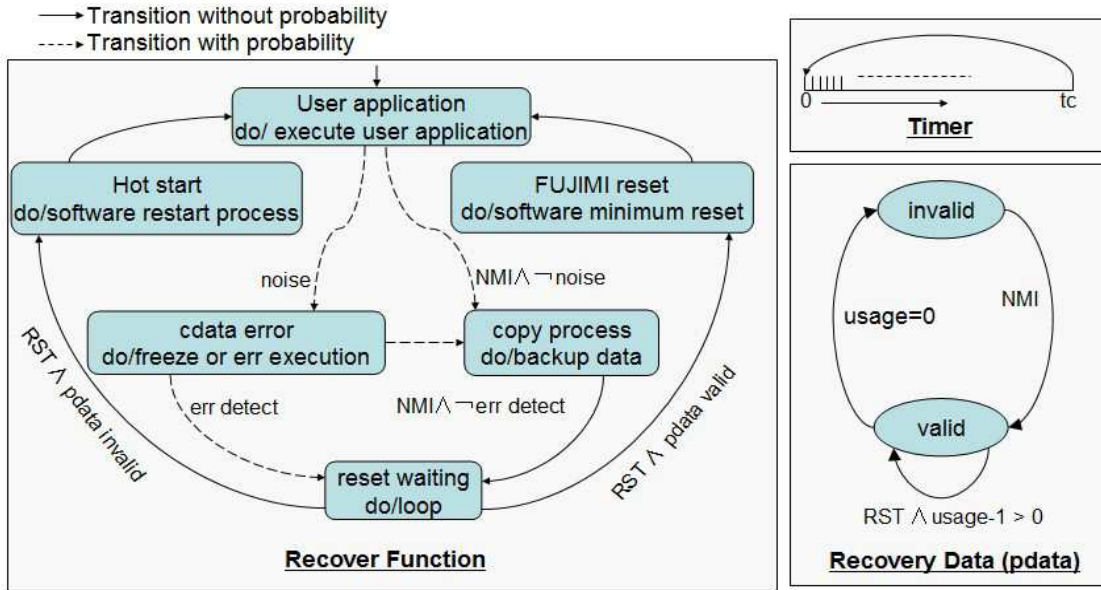 Transition without probability
Transition with probability
User application
do/ execute user application
Hot start
do/software restart process
FUJIMI reset
do/software minimum reset
noise
NMI∧¬noise
cdata error
do/freeze or err execution
copy process
do/backup data
err detect
NMI∧¬err detect
RST ∧ pdata invalid
RST ∧ pdata valid
reset waiting
do/loop
Recover Function
0
tc
Timer
invalid
NMI
usage=0
valid
RST ∧ usage-1 > 0
Recovery Data (pdata)